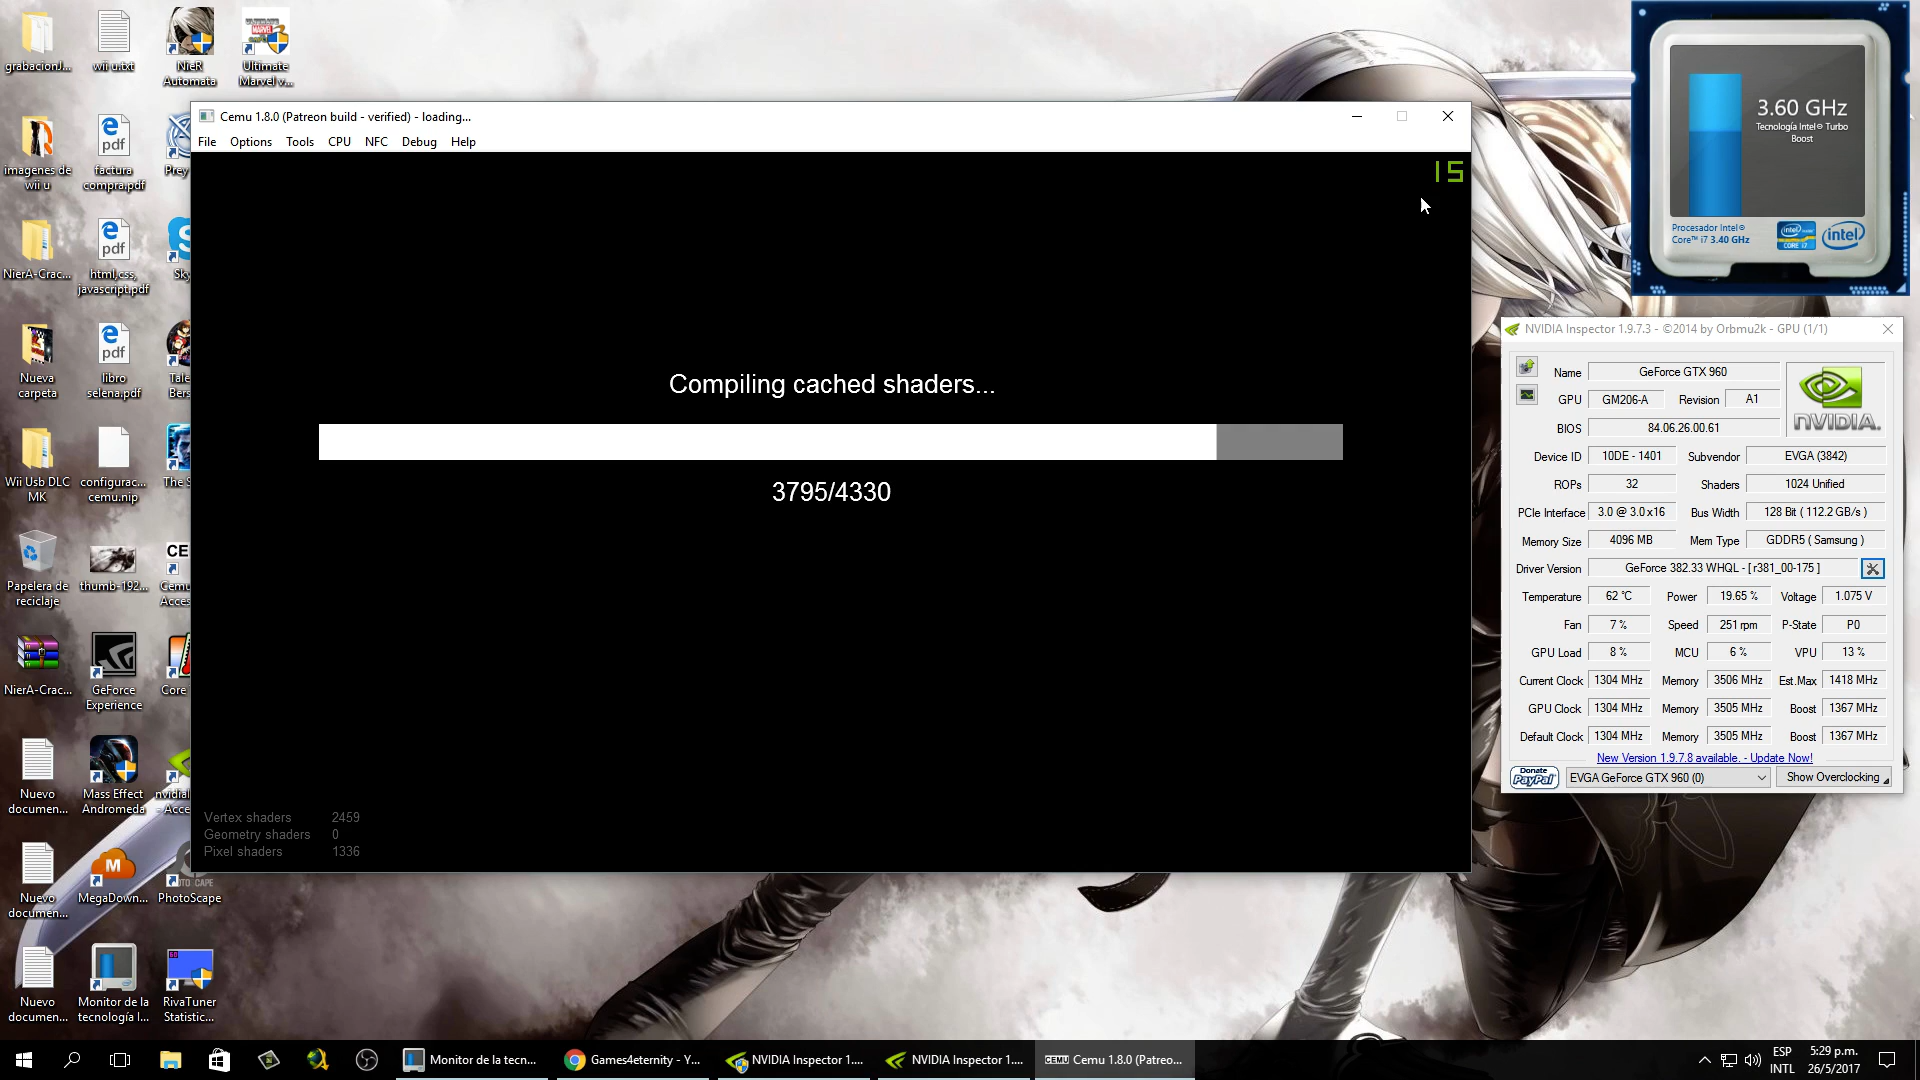 grabacionJ...
wii u.txt
NieR
Automata
Ultimate
Marvel v...
imagenes de
wii u
factura
compra.pdf
Prey
NierA-Crac...
html,css,
javascript.pdf
Sky
Nueva
carpeta
libro
selena.pdf
Tale
Bers
Wii Usb DLC
MK
configurac...
cemu.nip
The S
Papelera de
reciclaje
thumb-192...
CE
Cemu
Acces
NierA-Crac...
GeForce
Experience
Core
Nuevo
documen...
Mass Effect
Andromeda
nvidiaI
- Acce
Nuevo
documen...
MegaDown...
PhotoScape
Nuevo
documen...
Monitor de la
tecnología I...
RivaTuner
Statistic...
Cemu 1.8.0 (Patreon build - verified) - loading...
File Options Tools CPU NFC Debug Help
15
Compiling cached shaders...
3795/4330
Vertex shaders 2459
Geometry shaders 0
Pixel shaders 1336
3.60 GHz
Tecnología Intel® Turbo
Boost
Procesador Intel®
Core™ i7 3.40 GHz
intel
CORE i7
intel
NVIDIA Inspector 1.9.7.3 - ©2014 by Orbmu2k - GPU (1/1)
Name GeForce GTX 960
GPU GM206-A Revision A1
NVIDIA.
BIOS 84.06.26.00.61
Device ID 10DE - 1401 Subvendor EVGA (3842)
ROPs 32 Shaders 1024 Unified
PCIe Interface 3.0 @ 3.0 x16 Bus Width 128 Bit ( 112.2 GB/s )
Memory Size 4096 MB Mem Type GDDR5 ( Samsung )
Driver Version GeForce 382.33 WHQL - [ r381_00-175 ]
Temperature 62 °C Power 19.65 % Voltage 1.075 V
Fan 7 % Speed 251 rpm P-State P0
GPU Load 8 % MCU 6 % VPU 13 %
Current Clock 1304 MHz Memory 3506 MHz Est.Max 1418 MHz
GPU Clock 1304 MHz Memory 3505 MHz Boost 1367 MHz
Default Clock 1304 MHz Memory 3505 MHz Boost 1367 MHz
New Version 1.9.7.8 available. - Update Now!
Donate
PayPal
EVGA GeForce GTX 960 (0) Show Overclocking
Monitor de la tecn...
Games4eternity - Y...
NVIDIA Inspector 1....
NVIDIA Inspector 1....
CEMU Cemu 1.8.0 (Patreo...
ESP
INTL
5:29 p.m.
26/5/2017